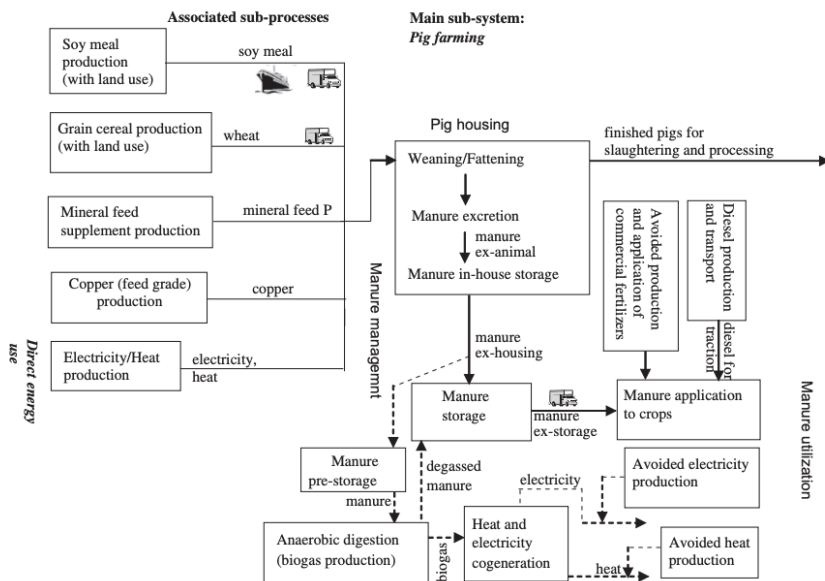 Associated sub-processes
Main sub-system:
Pig farming
Soy meal
production
(with land use)
soy meal
Grain cereal production
(with land use)
wheat
Mineral feed
supplement production
mineral feed P
Copper (feed grade)
production
copper
Direct energy
use
Electricity/Heat
production
electricity,
heat
Pig housing
Weaning/Fattening
Manure excretion
manure
ex-animal
Manure in-house storage
finished pigs for
slaughtering and processing
Avoided production
and application of
commercial fertilizers
Diesel production
and transport
diesel for
traction
Manure managemnt
manure
ex-housing
Manure
storage
manure
ex-storage
Manure application
to crops
Manure utilization
Manure
pre-storage
manure
degassed
manure
Anaerobic digestion
(biogas production)
biogas
Heat and
electricity
cogeneration
electricity
heat
Avoided electricity
production
Avoided heat
production